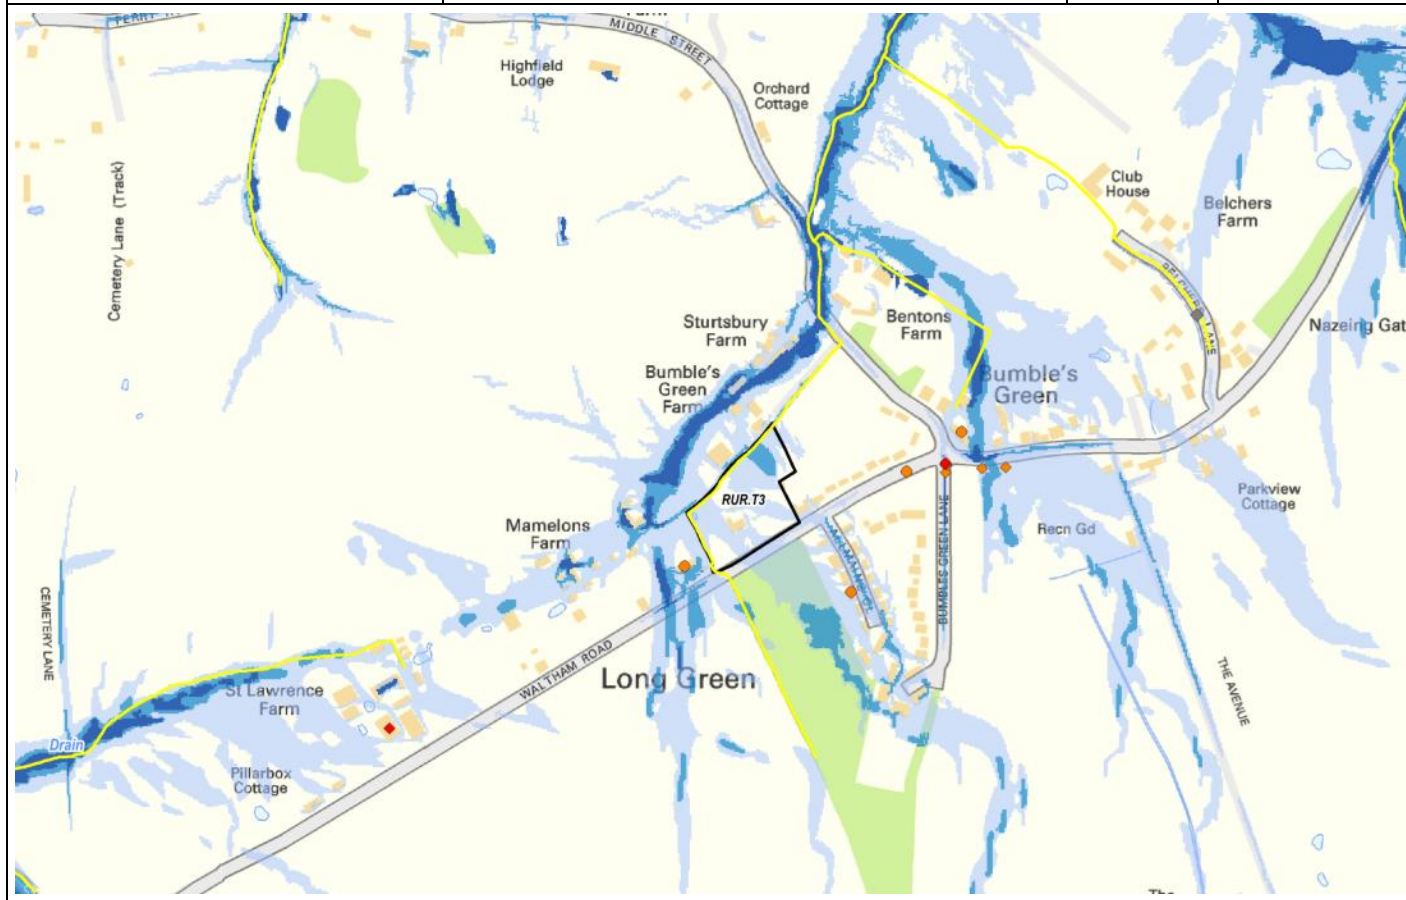 MIDDLE STREET
Highfield
Lodge
Orchard
Cottage
Cemetery Lane (Track)
Club
House
Belchers
Farm
BELCHERS LANE
Sturtsbury
Farm
Bentons
Farm
Nazeing Gat
Bumble's
Green
Farm
Bumble's
Green
RUR.T3
Parkview
Cottage
Mamelons
Farm
Recn Gd
BUMBLES GREEN LANE
CEMETERY LANE
WALTHAM ROAD
Long Green
THE AVENUE
St Lawrence
Farm
Drain
Pillarbox
Cottage